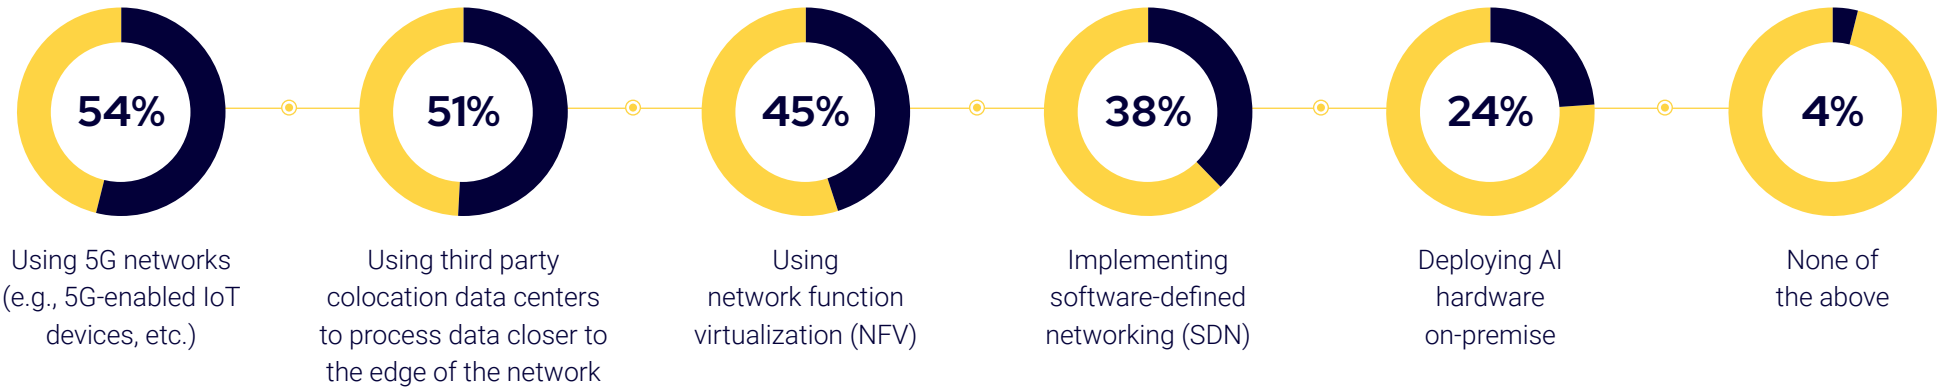 54%
Using 5G networks
(e.g., 5G-enabled IoT
devices, etc.)
51%
Using third party
colocation data centers
to process data closer to
the edge of the network
45%
Using
network function
virtualization (NFV)
38%
Implementing
software-defined
networking (SDN)
24%
Deploying AI
hardware
on-premise
4%
None of
the above